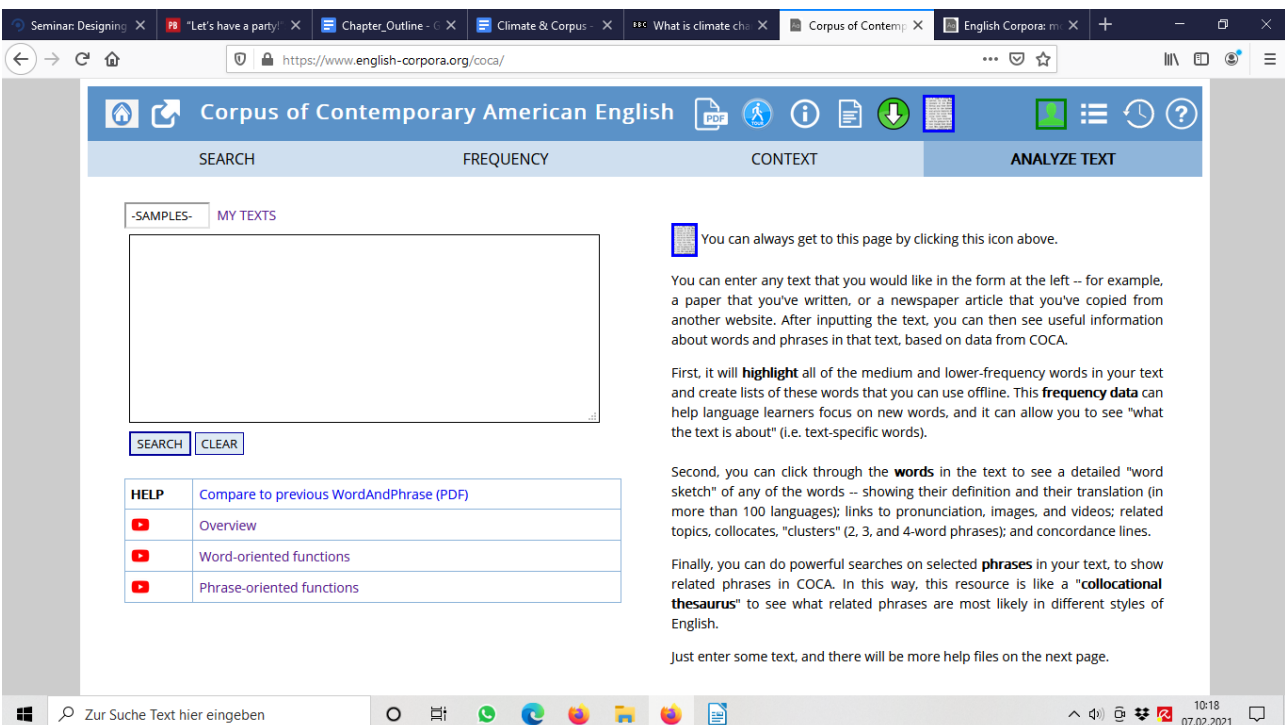 Seminar: Designing
PB "Let's have a party!"
Chapter_Outline - G
Climate & Corpus -
BBC What is climate cha
Corpus of Contemp
English Corpora: mo
https://www.english-corpora.org/coca/
Corpus of Contemporary American English
PDF
TOUR
SEARCH
FREQUENCY
CONTEXT
ANALYZE TEXT
-SAMPLES- MY TEXTS
SEARCH CLEAR
HELP Compare to previous WordAndPhrase (PDF)
Overview
Word-oriented functions
Phrase-oriented functions
You can always get to this page by clicking this icon above.
You can enter any text that you would like in the form at the left -- for example,
a paper that you've written, or a newspaper article that you've copied from
another website. After inputting the text, you can then see useful information
about words and phrases in that text, based on data from COCA.
First, it will highlight all of the medium and lower-frequency words in your text
and create lists of these words that you can use offline. This frequency data can
help language learners focus on new words, and it can allow you to see "what
the text is about" (i.e. text-specific words).
Second, you can click through the words in the text to see a detailed "word
sketch" of any of the words -- showing their definition and their translation (in
more than 100 languages); links to pronunciation, images, and videos; related
topics, collocates, "clusters" (2, 3, and 4-word phrases); and concordance lines.
Finally, you can do powerful searches on selected phrases in your text, to show
related phrases in COCA. In this way, this resource is like a "collocational
thesaurus" to see what related phrases are most likely in different styles of
English.
Just enter some text, and there will be more help files on the next page.
Zur Suche Text hier eingeben
10:18
07.02.2021